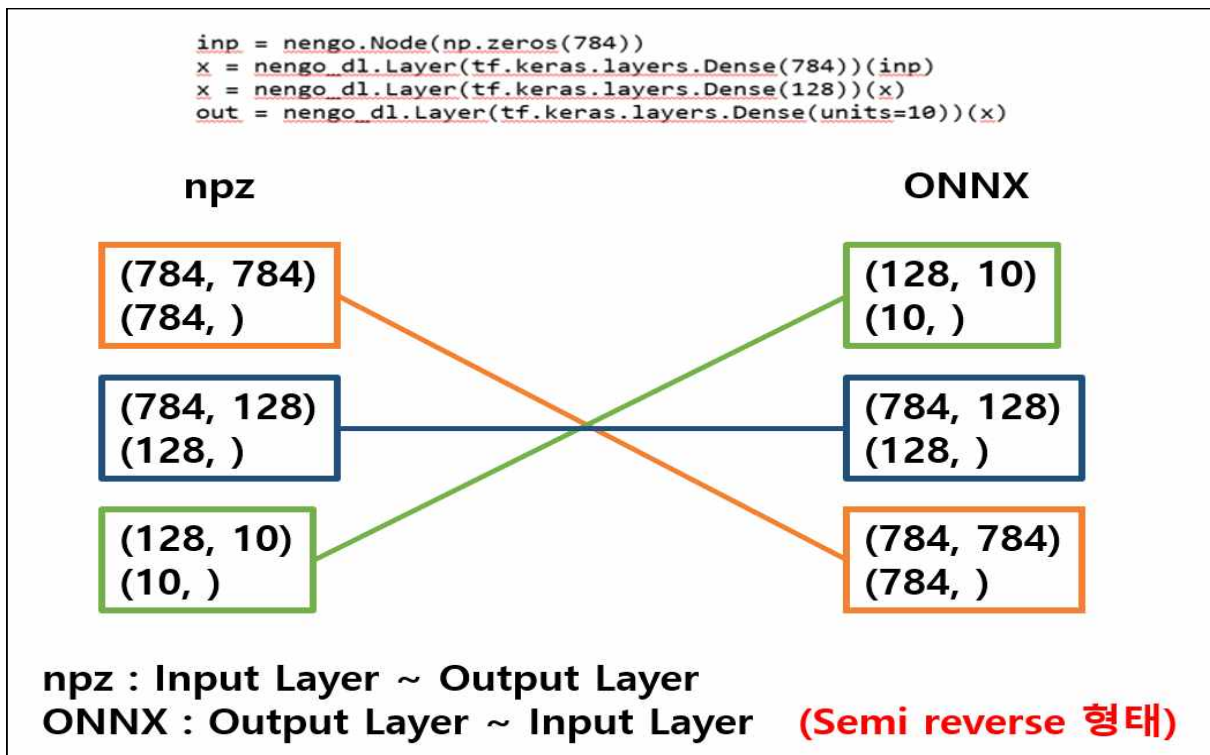 inp = nengo.Node(np.zeros(784))
x = nengo_dl.Layer(tf.keras.layers.Dense(784))(inp)
x = nengo_dl.Layer(tf.keras.layers.Dense(128))(x)
out = nengo_dl.Layer(tf.keras.layers.Dense(units=10))(x)
npz
(784, 784)
(784, )
(784, 128)
(128, )
(128, 10)
(10, )
ONNX
(128, 10)
(10, )
(784, 128)
(128, )
(784, 784)
(784, )
npz : Input Layer ~ Output Layer
ONNX : Output Layer ~ Input Layer (Semi reverse 형태)